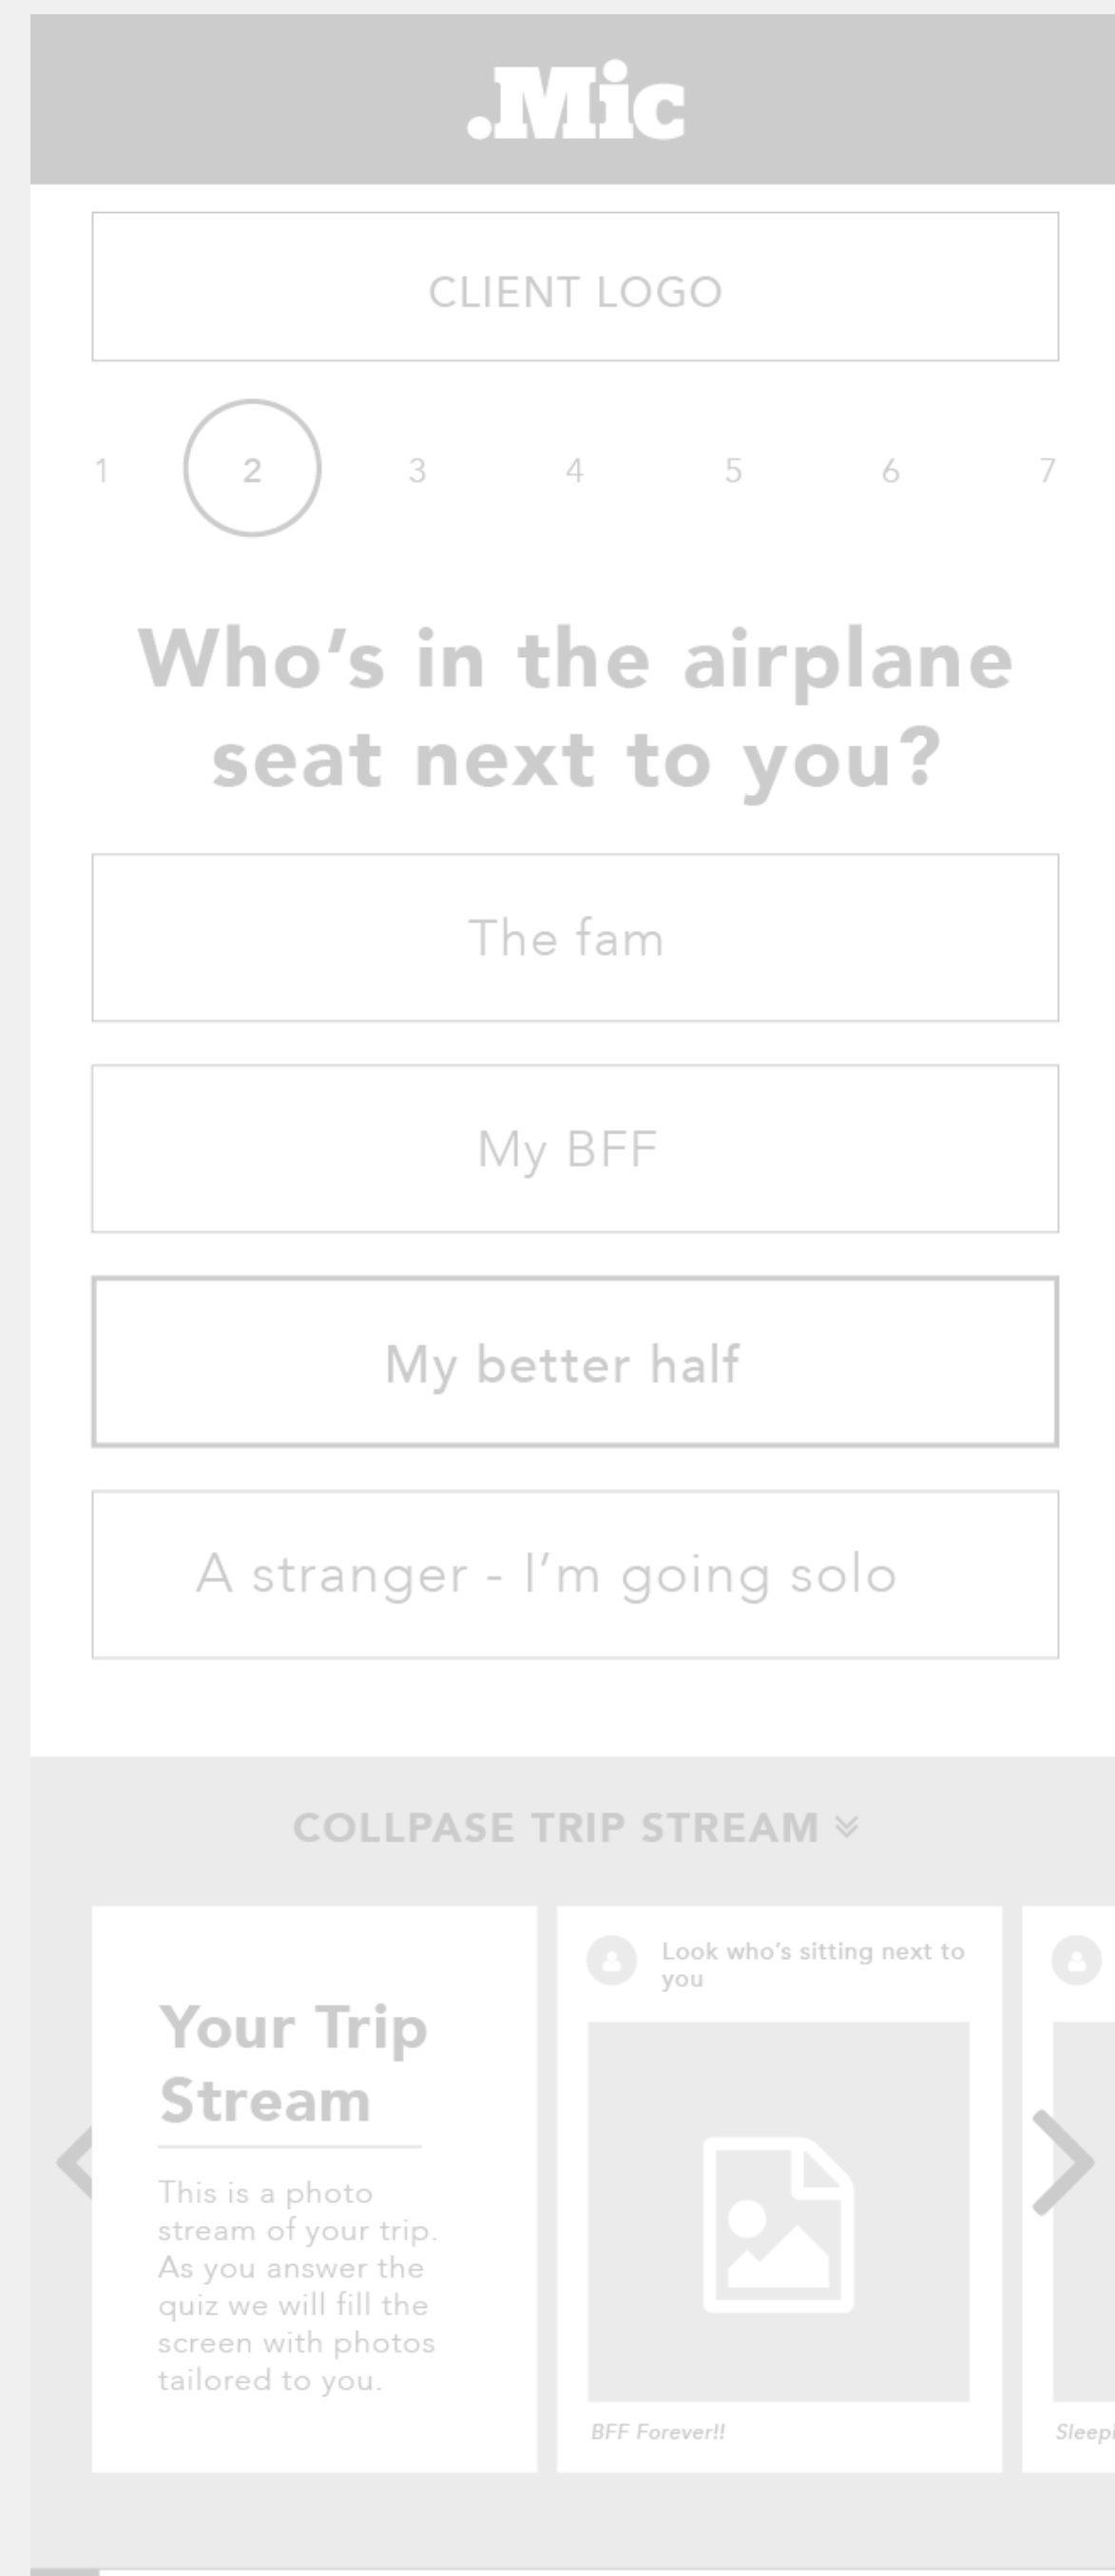 .Mic
CLIENT LOGO
1 2 3 4 5 6 7
Who’s in the airplane
seat next to you?
The fam
My BFF
My better half
A stranger - I’m going solo
COLLPASE TRIP STREAM
Your Trip
Stream
This is a photo
stream of your trip.
As you answer the
quiz we will fill the
screen with photos
tailored to you.
Look who’s sitting next to
you
BFF Forever!!